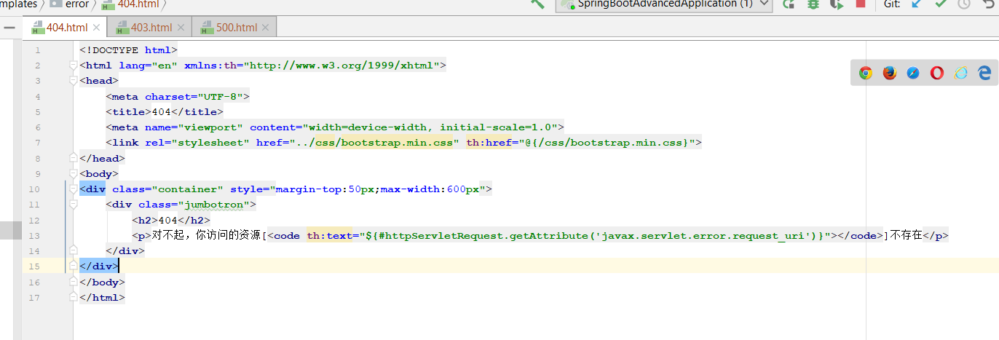 mplates error 404.html SpringBootAdvancedApplication (1) Git:
404.html 403.html 500.html
1 <!DOCTYPE html>
2 <html lang="en" xmlns:th="http://www.w3.org/1999/xhtml">
3 <head>
4 <meta charset="UTF-8">
5 <title>404</title>
6 <meta name="viewport" content="width=device-width, initial-scale=1.0">
7 <link rel="stylesheet" href="../css/bootstrap.min.css" th:href="@{/css/bootstrap.min.css}">
8 </head>
9 <body>
10 <div class="container" style="margin-top:50px;max-width:600px">
11 <div class="jumbotron">
12 <h2>404</h2>
13 <p>对不起，你访问的资源[<code th:text="${#httpServletRequest.getAttribute('javax.servlet.error.request_uri')}"></code>]不存在</p>
14 </div>
15 </div>
16 </body>
17 </html>